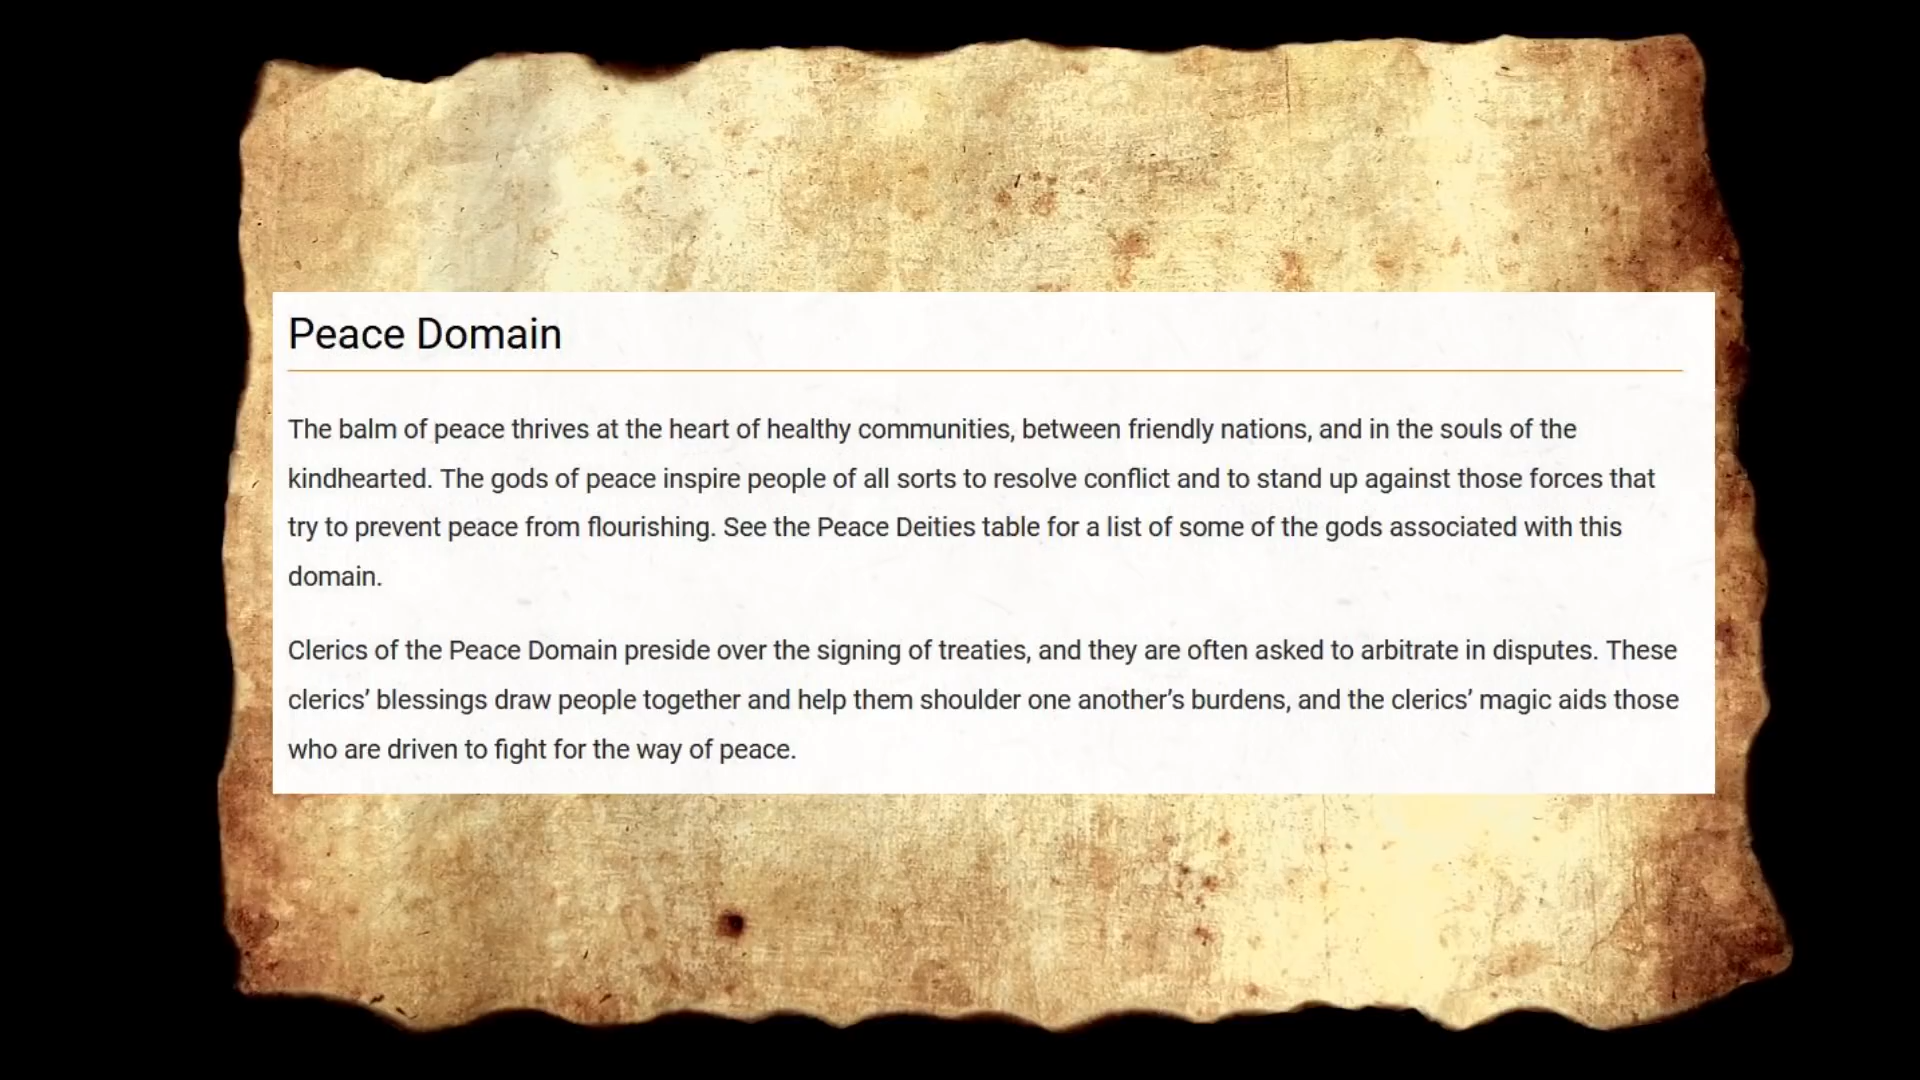 Peace Domain
The balm of peace thrives at the heart of healthy communities, between friendly nations, and in the souls of the
kindhearted. The gods of peace inspire people of all sorts to resolve conflict and to stand up against those forces that
try to prevent peace from flourishing. See the Peace Deities table for a list of some of the gods associated with this
domain.
Clerics of the Peace Domain preside over the signing of treaties, and they are often asked to arbitrate in disputes. These
clerics’ blessings draw people together and help them shoulder one another’s burdens, and the clerics’ magic aids those
who are driven to fight for the way of peace.